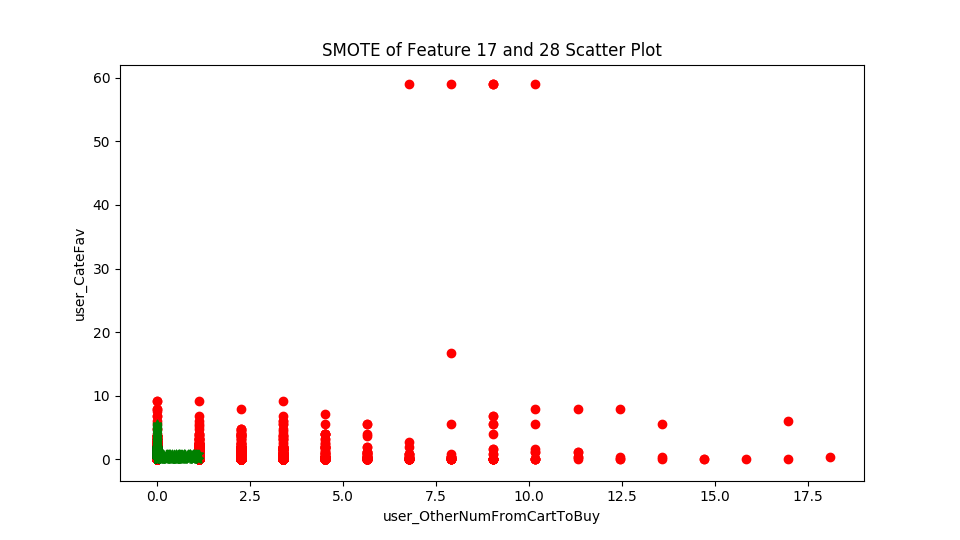 SMOTE of Feature 17 and 28 Scatter Plot
60
50
40
30
20
10
0
user_CateFav
0.0 2.5 5.0 7.5 10.0 12.5 15.0 17.5
user_OtherNumFromCartToBuy